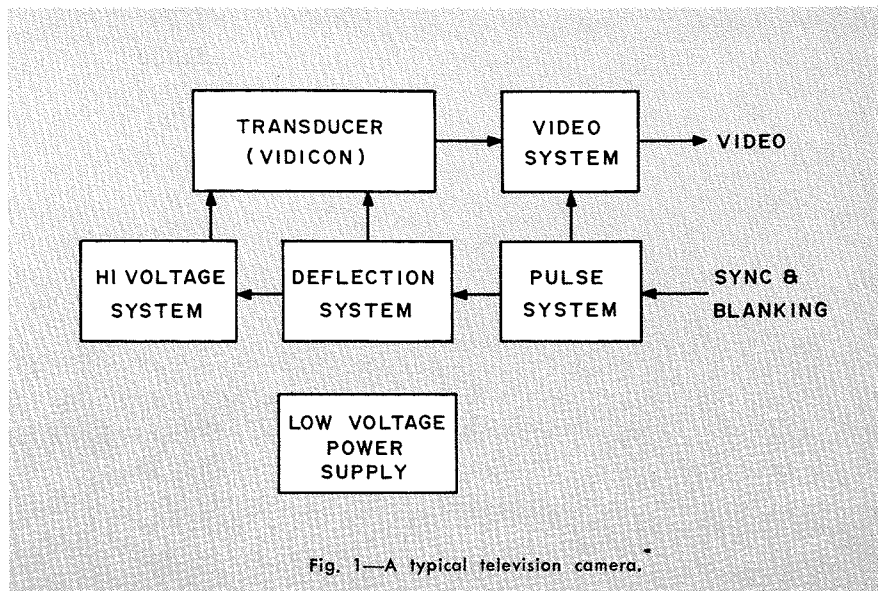 TRANSDUCER
(VIDICON)
VIDEO
SYSTEM
VIDEO
HI VOLTAGE
SYSTEM
DEFLECTION
SYSTEM
PULSE
SYSTEM
SYNC &
BLANKING
LOW VOLTAGE
POWER
SUPPLY
Fig. 1—A typical television camera.